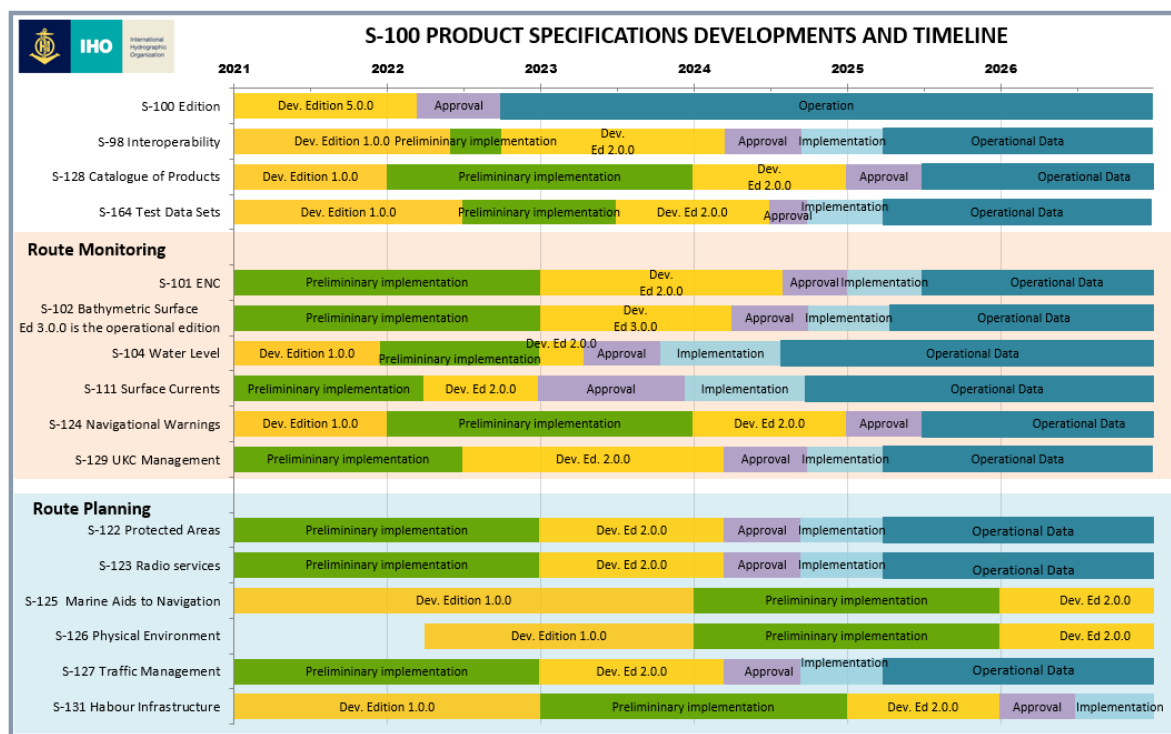 IHO
International
Hydrographic
Organization
S-100 PRODUCT SPECIFICATIONS DEVELOPMENTS AND TIMELINE
2021 2022 2023 2024 2025 2026
S-100 Edition Dev. Edition 5.0.0 Approval Operation
S-98 Interoperability Dev. Edition 1.0.0 Prelimininary implementation Dev.
Ed 2.0.0 Approval Implementation Operational Data
S-128 Catalogue of Products Dev. Edition 1.0.0 Prelimininary implementation Dev.
Ed 2.0.0 Approval Operational Data
S-164 Test Data Sets Dev. Edition 1.0.0 Prelimininary implementation Dev. Ed 2.0.0 Approval Implementation Operational Data
Route Monitoring
S-101 ENC Prelimininary implementation Dev.
Ed 2.0.0 Approval Implementation Operational Data
S-102 Bathymetric Surface
Ed 3.0.0 is the operational edition Prelimininary implementation Dev.
Ed 3.0.0 Approval Implementation Operational Data
S-104 Water Level Dev. Edition 1.0.0 Prelimininary implementation Dev. Ed 2.0.0 Approval Implementation Operational Data
S-111 Surface Currents Prelimininary implementation Dev. Ed 2.0.0 Approval Implementation Operational Data
S-124 Navigational Warnings Dev. Edition 1.0.0 Prelimininary implementation Dev. Ed 2.0.0 Approval Operational Data
S-129 UKC Management Prelimininary implementation Dev. Ed. 2.0.0 Approval Implementation Operational Data
Route Planning
S-122 Protected Areas Prelimininary implementation Dev. Ed 2.0.0 Approval Implementation Operational Data
S-123 Radio services Prelimininary implementation Dev. Ed 2.0.0 Approval Implementation Operational Data
S-125 Marine Aids to Navigation Dev. Edition 1.0.0 Prelimininary implementation Dev. Ed 2.0.0
S-126 Physical Environment Dev. Edition 1.0.0 Prelimininary implementation Dev. Ed 2.0.0
S-127 Traffic Management Prelimininary implementation Dev. Ed 2.0.0 Approval Implementation Operational Data
S-131 Habour Infrastructure Dev. Edition 1.0.0 Prelimininary implementation Dev. Ed 2.0.0 Approval Implementation